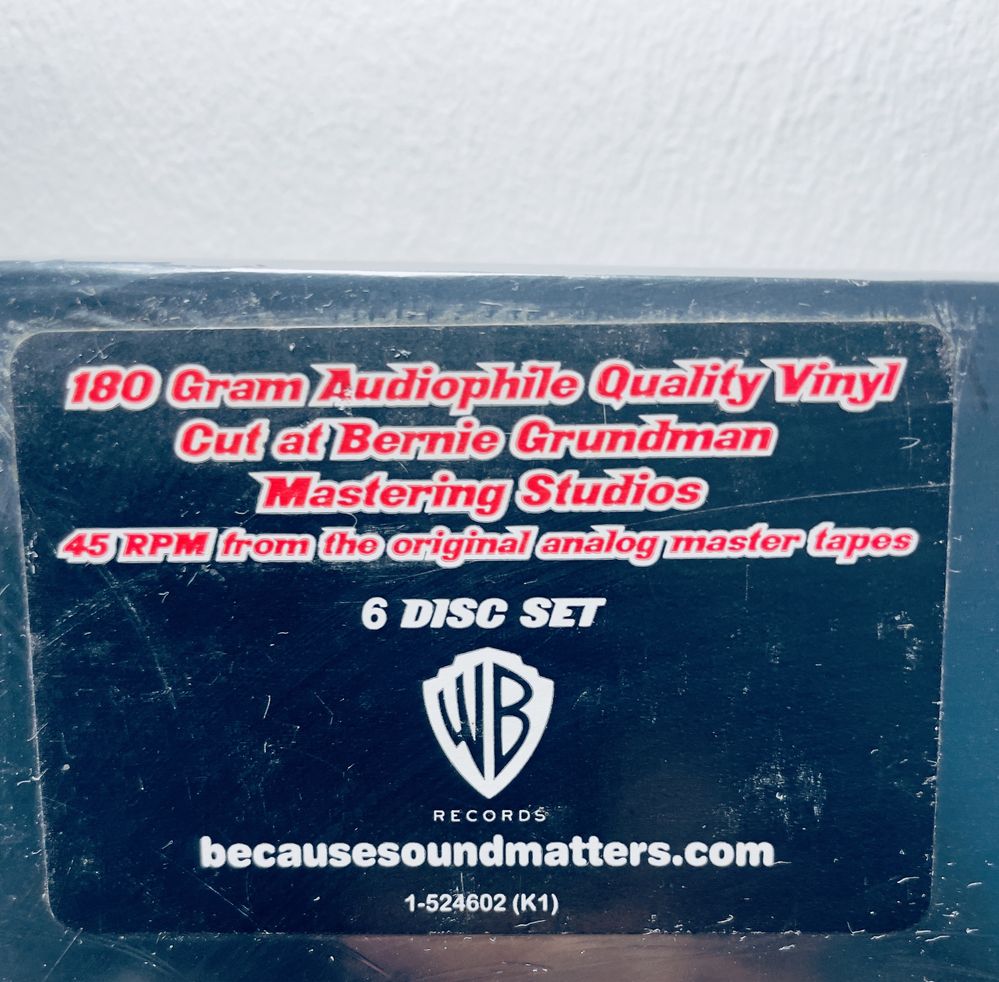 180 Gram Audiophile Quality Vinyl
Cut at Bernie Grundman
Mastering Studios
45 RPM from the original analog master tapes
6 DISC SET
WB
RECORDS
becausesoundmatters.com
1-524602 (K1)